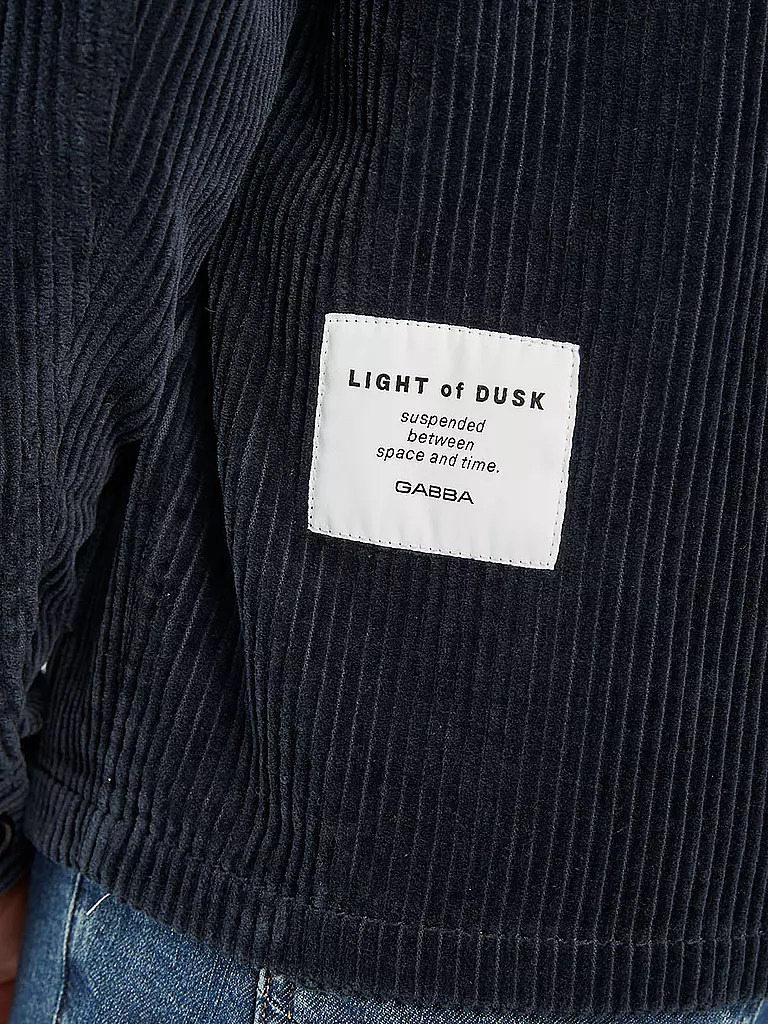 LIGHT of DUSK
suspended
between
space and time.
GABBA